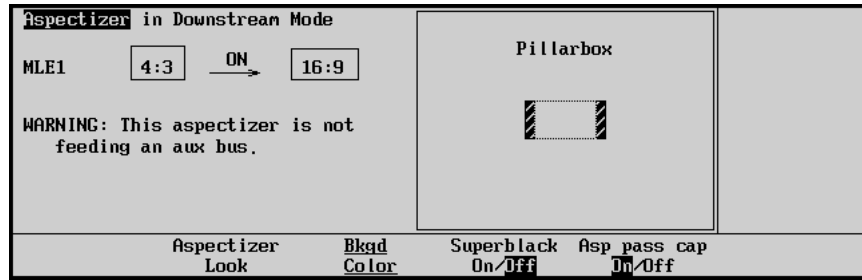 Aspectizer in Downstream Mode
MLE1 4:3 ON 16:9
Pillarbox
WARNING: This aspectizer is not
feeding an aux bus.
Aspectizer Look
Bkgd Color
Superblack On/Off
Asp pass cap On/Off